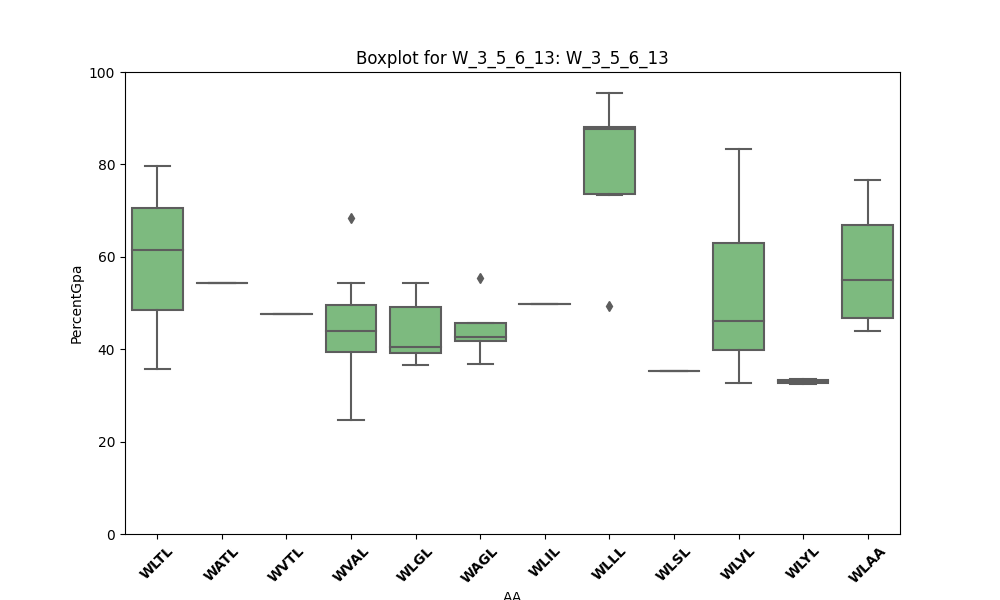 Boxplot for W_3_5_6_13: W_3_5_6_13
100
80
60
40
20
0
PercentGpa
WLTL
WATL
WVTL
WVAL
WLGL
WAGL
WLIL
WLLL
WLSL
WLVL
WLYL
WLAA
AA